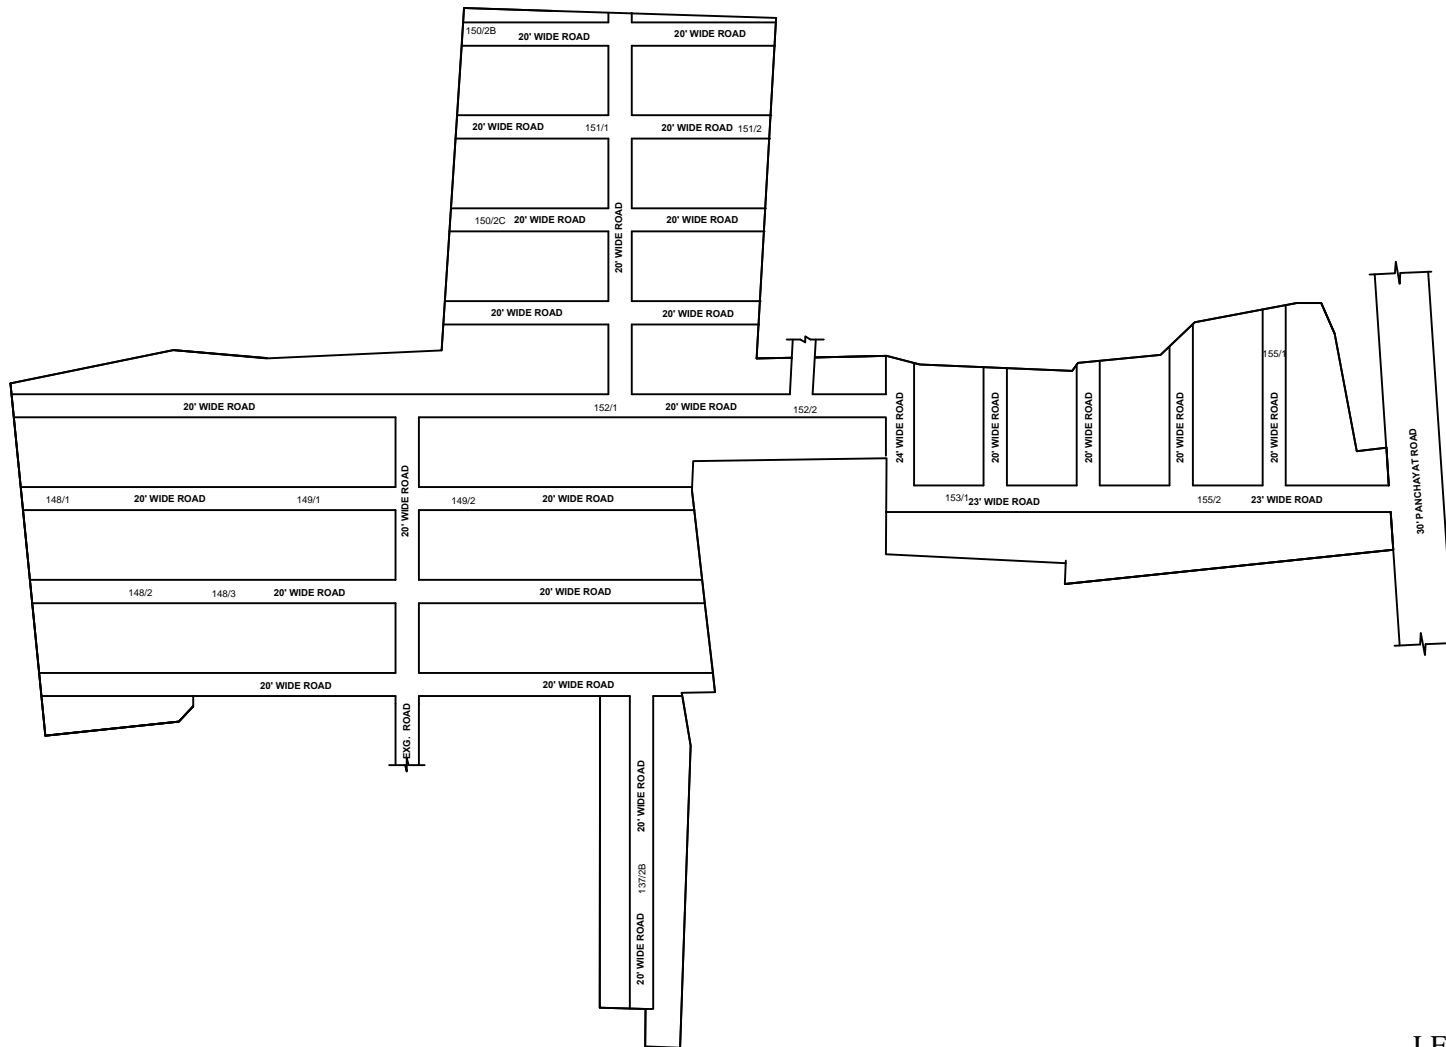 150/2B
20' WIDE ROAD
20' WIDE ROAD
20' WIDE ROAD
151/1
20' WIDE ROAD
151/2
150/2C
20' WIDE ROAD
20' WIDE ROAD
20' WIDE ROAD
20' WIDE ROAD
20' WIDE ROAD
155/1
20' WIDE ROAD
152/1
20' WIDE ROAD
152/2
24' WIDE ROAD
20' WIDE ROAD
20' WIDE ROAD
20' WIDE ROAD
20' WIDE ROAD
30' PANCHAYAT ROAD
148/1
20' WIDE ROAD
149/1
20' WIDE ROAD
149/2
20' WIDE ROAD
153/1
23' WIDE ROAD
155/2
23' WIDE ROAD
148/2
148/3
20' WIDE ROAD
20' WIDE ROAD
20' WIDE ROAD
20' WIDE ROAD
EXG. ROAD
20' WIDE ROAD
137/2B
20' WIDE ROAD